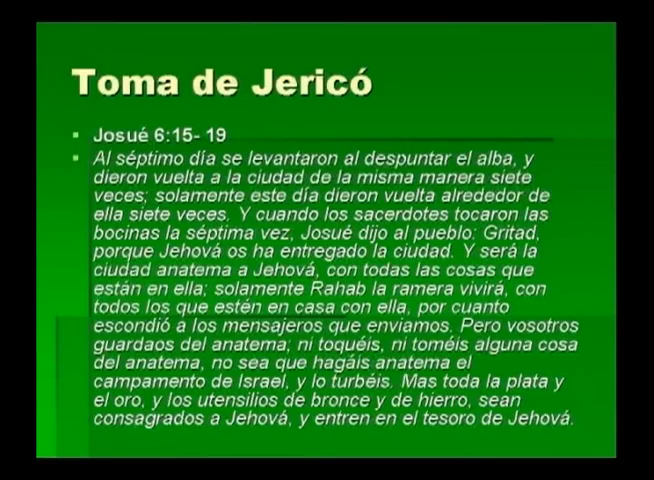 Toma de Jericó
Josué 6:15- 19
Al séptimo día se levantaron al despuntar el alba, y
dieron vuelta a la ciudad de la misma manera siete
veces; solamente este día dieron vuelta alrededor de
ella siete veces. Y cuando los sacerdotes tocaron las
bocinas la séptima vez, Josué dijo al pueblo: Gritad,
porque Jehová os ha entregado la ciudad. Y será la
ciudad anatema a Jehová, con todas las cosas que
están en ella; solamente Rahab la ramera vivirá, con
todos los que estén en casa con ella, por cuanto
escondió a los mensajeros que enviamos. Pero vosotros
guardaos del anatema; ni toquéis, ni toméis alguna cosa
del anatema, no sea que hagáis anatema el
campamento de Israel, y lo turbéis. Mas toda la plata y
el oro, y los utensilios de bronce y de hierro, sean
consagrados a Jehová, y entren en el tesoro de Jehová.